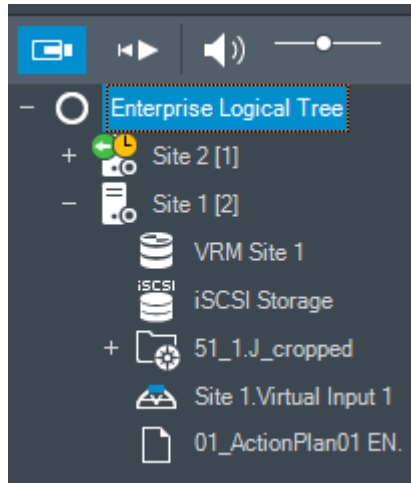 Enterprise Logical Tree
Site 2 [1]
Site 1 [2]
VRM Site 1
iSCSI iSCSI Storage
51_1.J_cropped
Site 1.Virtual Input 1
01_ActionPlan01 EN.